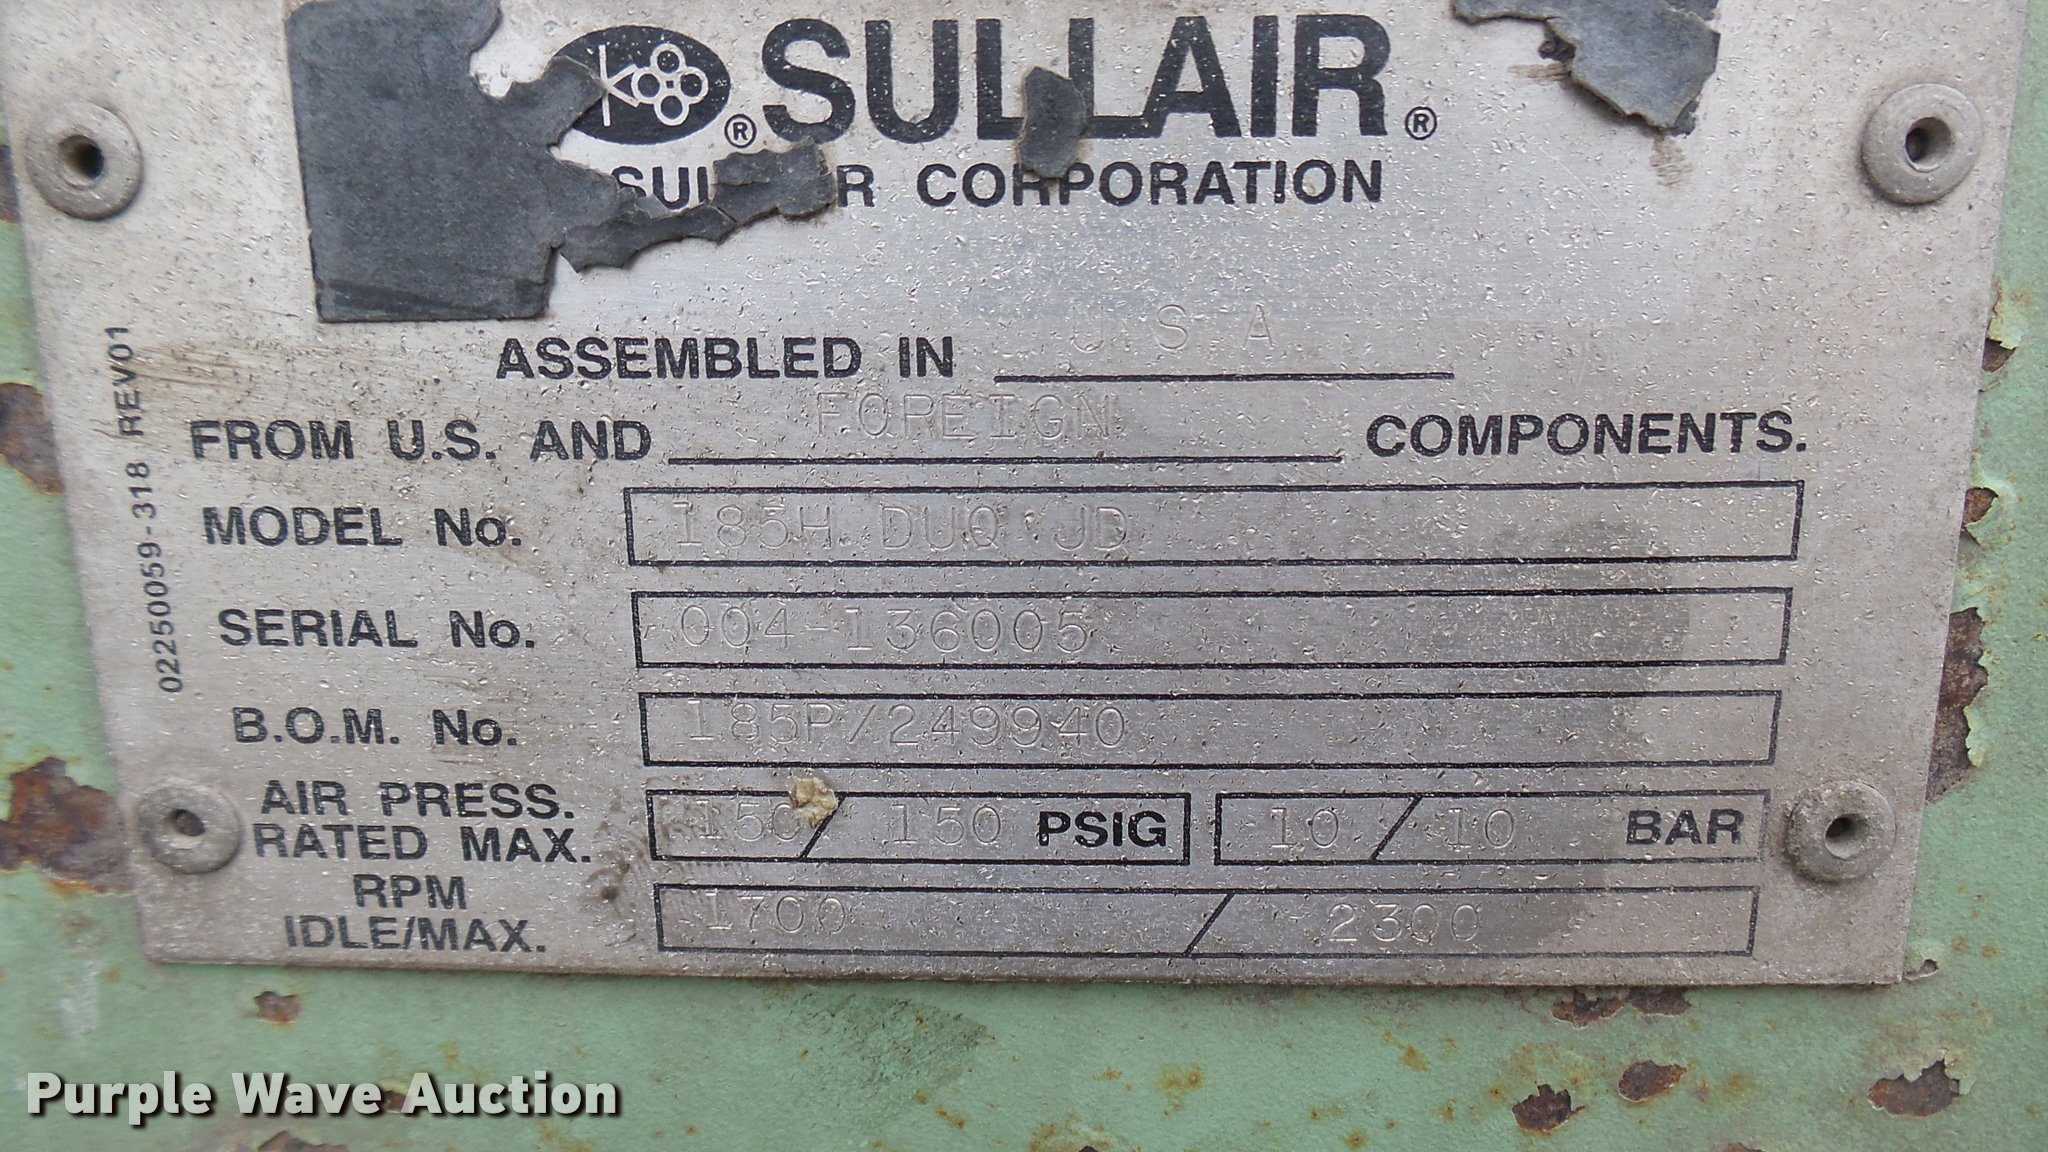 ® SULLAIR ®
CORPORATION
ASSEMBLED IN USA
FROM U.S. AND FOREIGN COMPONENTS.
MODEL No. 185H DUQ JD
SERIAL No. 004-136005
B.O.M. No. 185P/249940
AIR PRESS.
RATED MAX. 150/ 150 PSIG 10 / 10 BAR
RPM
IDLE/MAX. 1700 / 2300
02250059-318 REV01
Purple Wave Auction